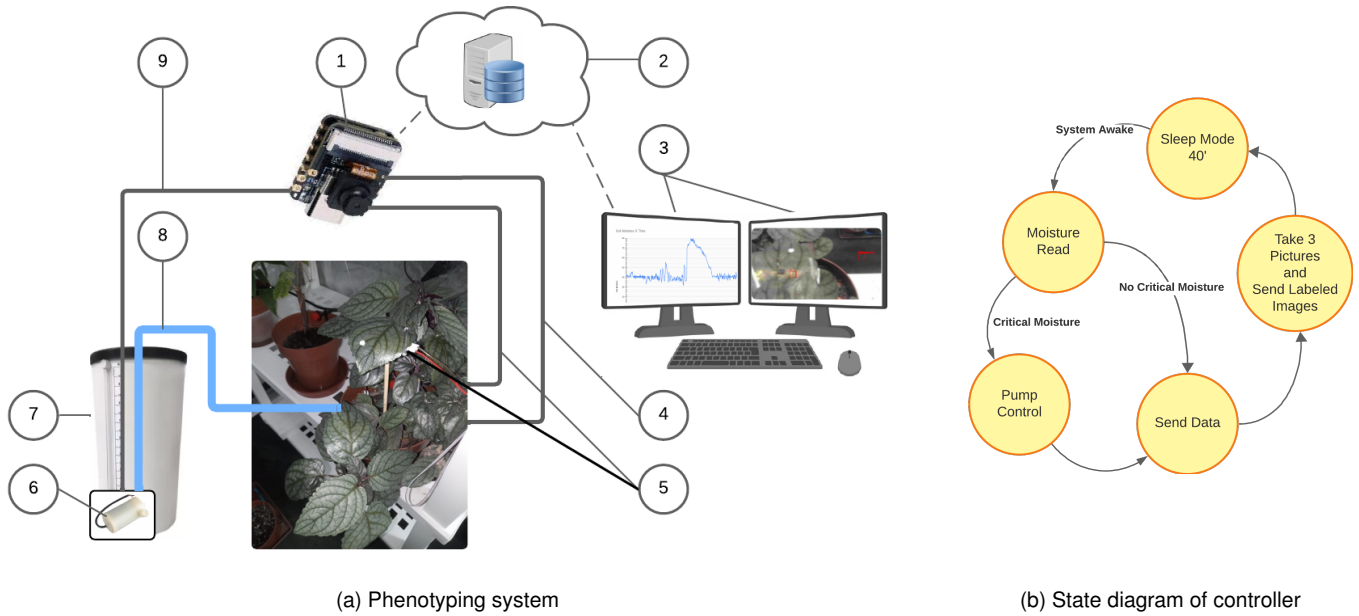 9
1
2
3
8
7
4
6
5
(a) Phenotyping system
System Awake
Sleep Mode
40'
Moisture
Read
Take 3
Pictures
and
Send Labeled
Images
No Critical Moisture
Critical Moisture
Pump
Control
Send Data
(b) State diagram of controller